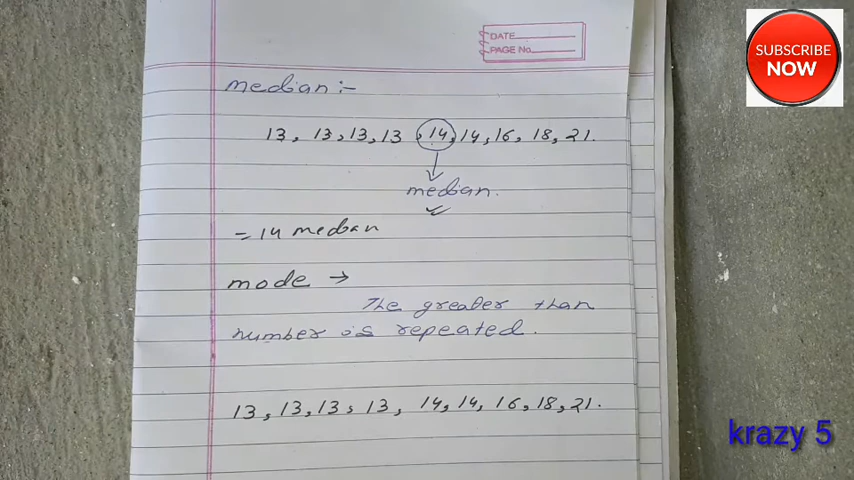 DATE
PAGE No.
SUBSCRIBE
NOW
median :-
13, 13, 13, 13, 14, 14, 16, 18, 21.
median.
= 14 median
mode →
The greater than
number is repeated.
13, 13, 13, 13, 14, 14, 16, 18, 21.
krazy 5